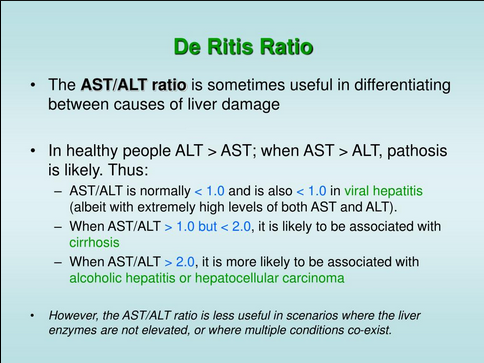 De Ritis Ratio
• The AST/ALT ratio is sometimes useful in differentiating
between causes of liver damage
• In healthy people ALT > AST; when AST > ALT, pathosis
is likely. Thus:
– AST/ALT is normally < 1.0 and is also < 1.0 in viral hepatitis
(albeit with extremely high levels of both AST and ALT).
– When AST/ALT > 1.0 but < 2.0, it is likely to be associated with
cirrhosis
– When AST/ALT > 2.0, it is more likely to be associated with
alcoholic hepatitis or hepatocellular carcinoma
• However, the AST/ALT ratio is less useful in scenarios where the liver
enzymes are not elevated, or where multiple conditions co-exist.